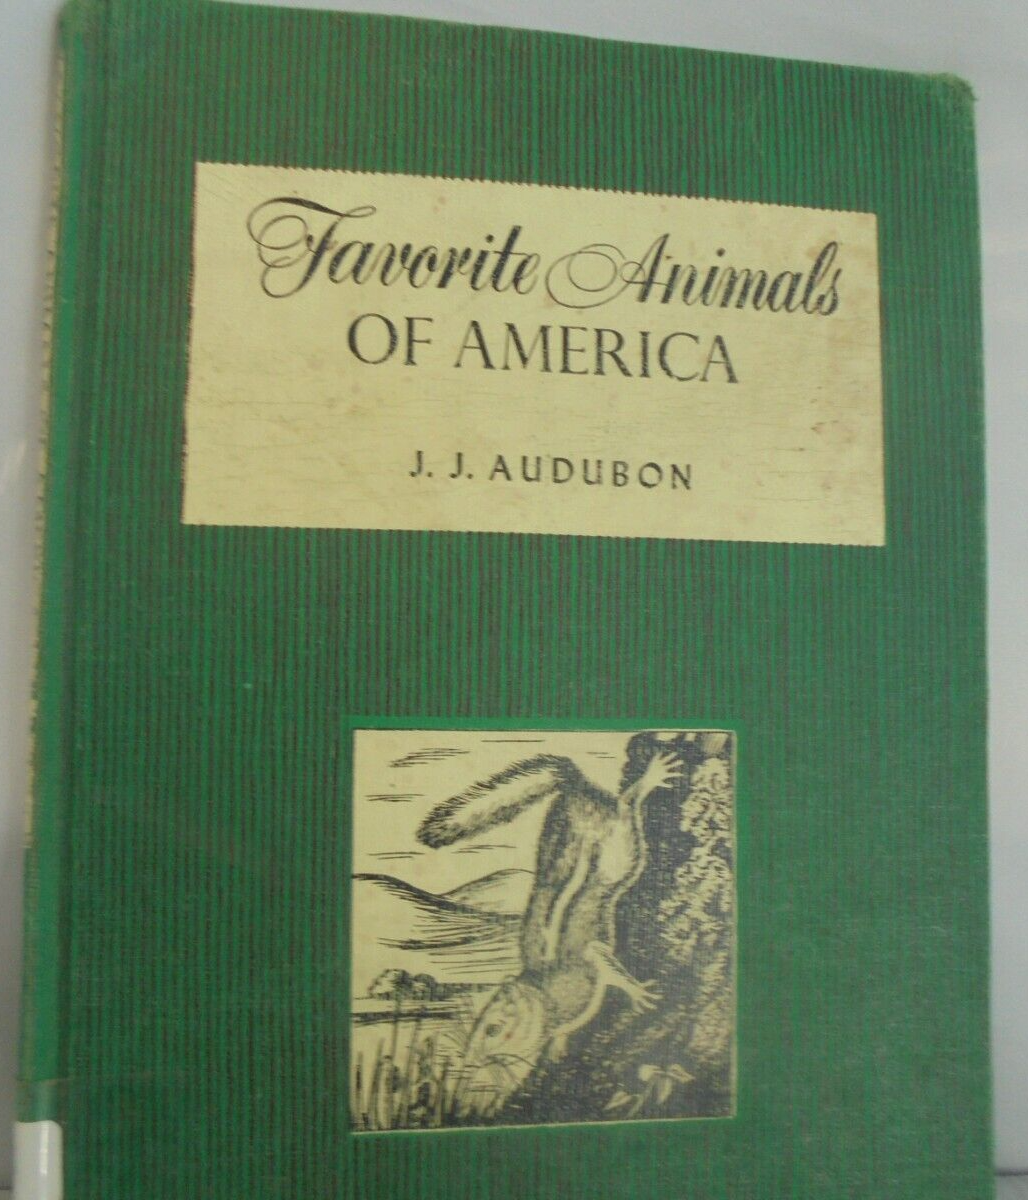 Favorite Animals
OF AMERICA
J. J. AUDUBON